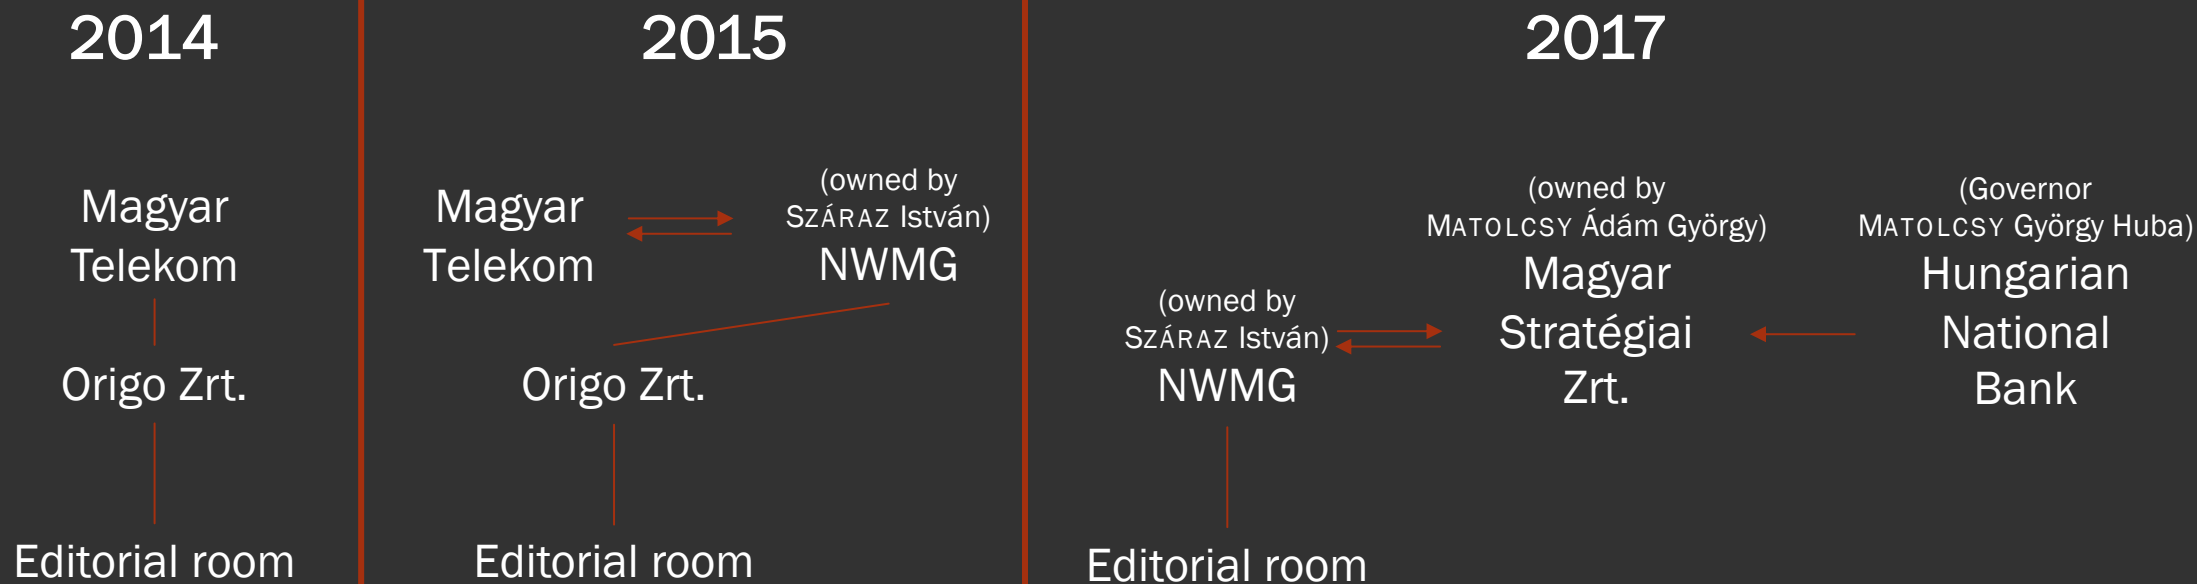 2014
Magyar
Telekom
Origo Zrt.
Editorial room
2015
Magyar
Telekom
(owned by
SZÁRAZ István)
NWMG
Origo Zrt.
Editorial room
2017
(owned by
SZÁRAZ István)
NWMG
Editorial room
(owned by
MATOLCSY Ádám György)
Magyar
Stratégiai
Zrt.
(Governor
MATOLCSY György Huba)
Hungarian
National
Bank